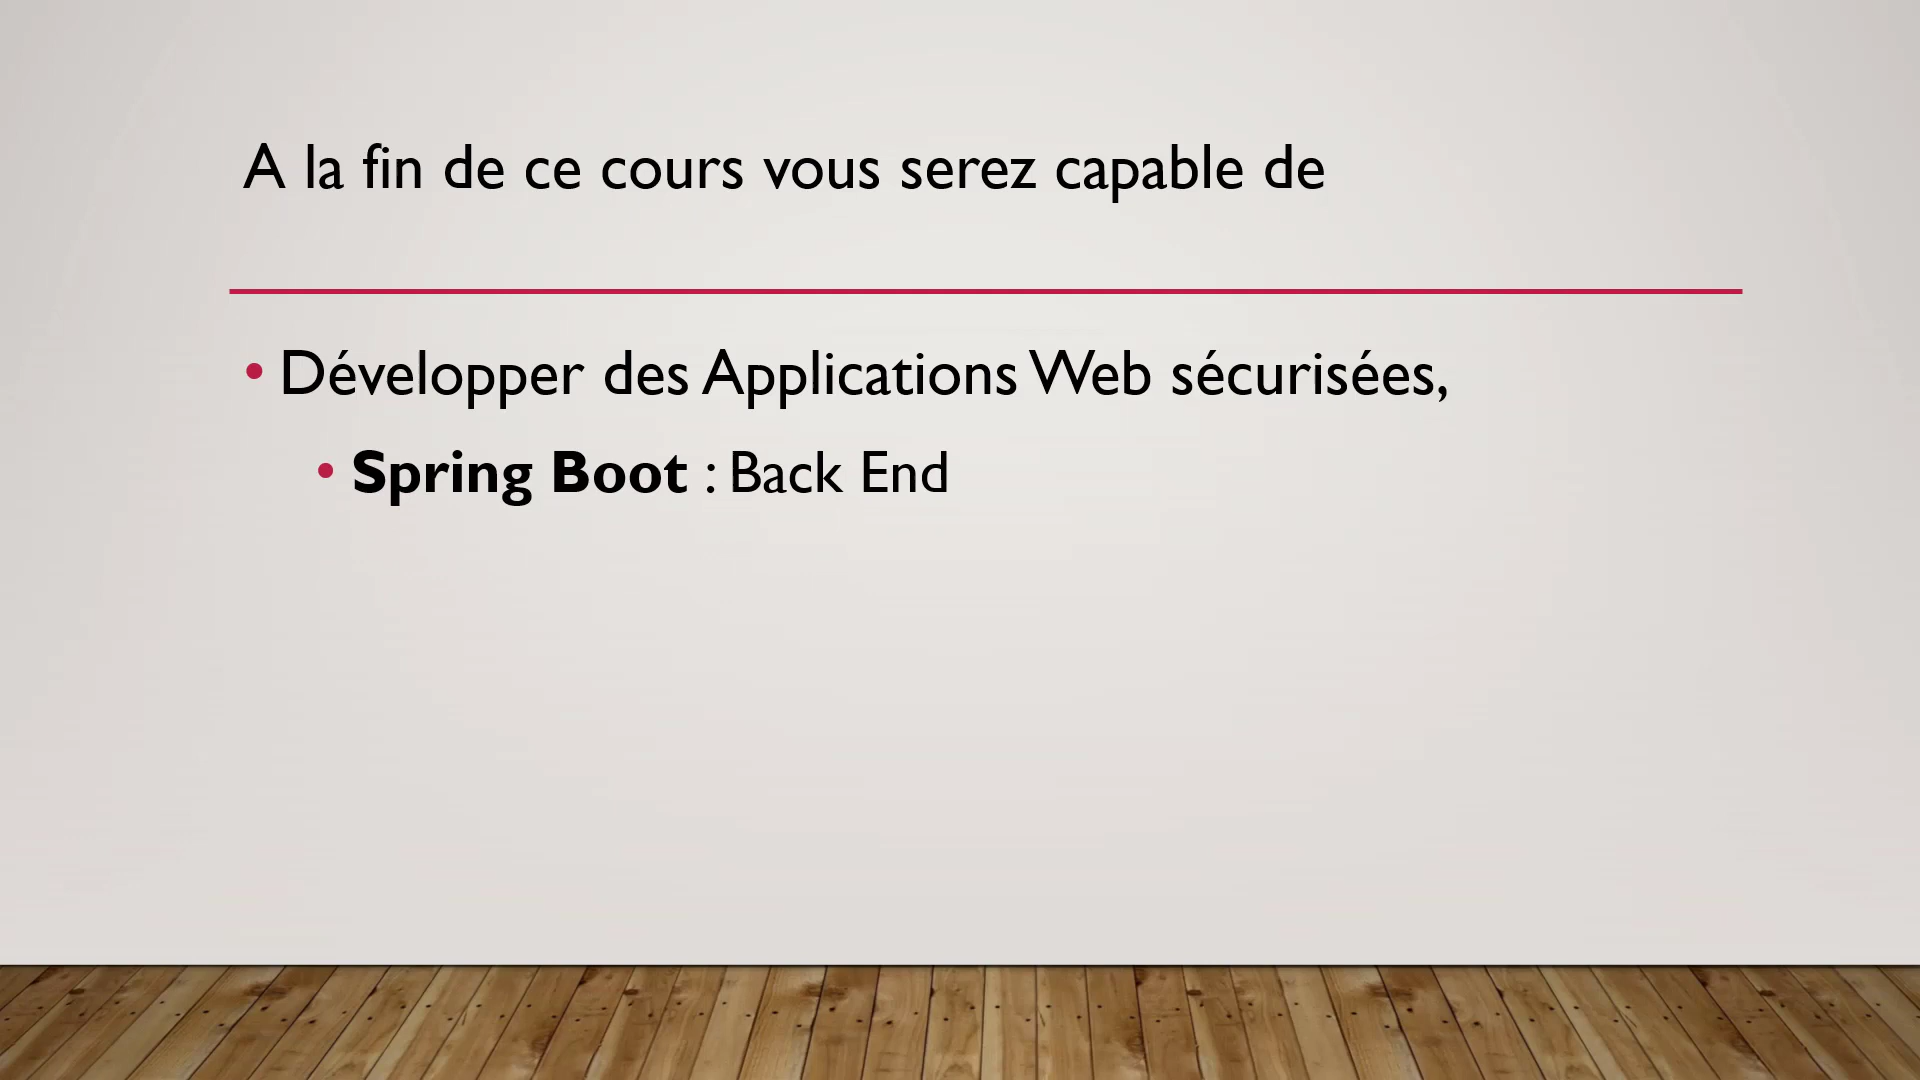 A la fin de ce cours vous serez capable de
• Développer des Applications Web sécurisées,
• Spring Boot : Back End